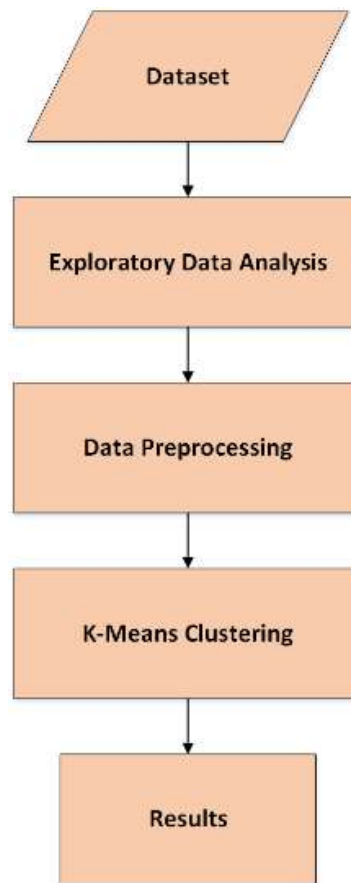 Dataset
Exploratory Data Analysis
Data Preprocessing
K-Means Clustering
Results